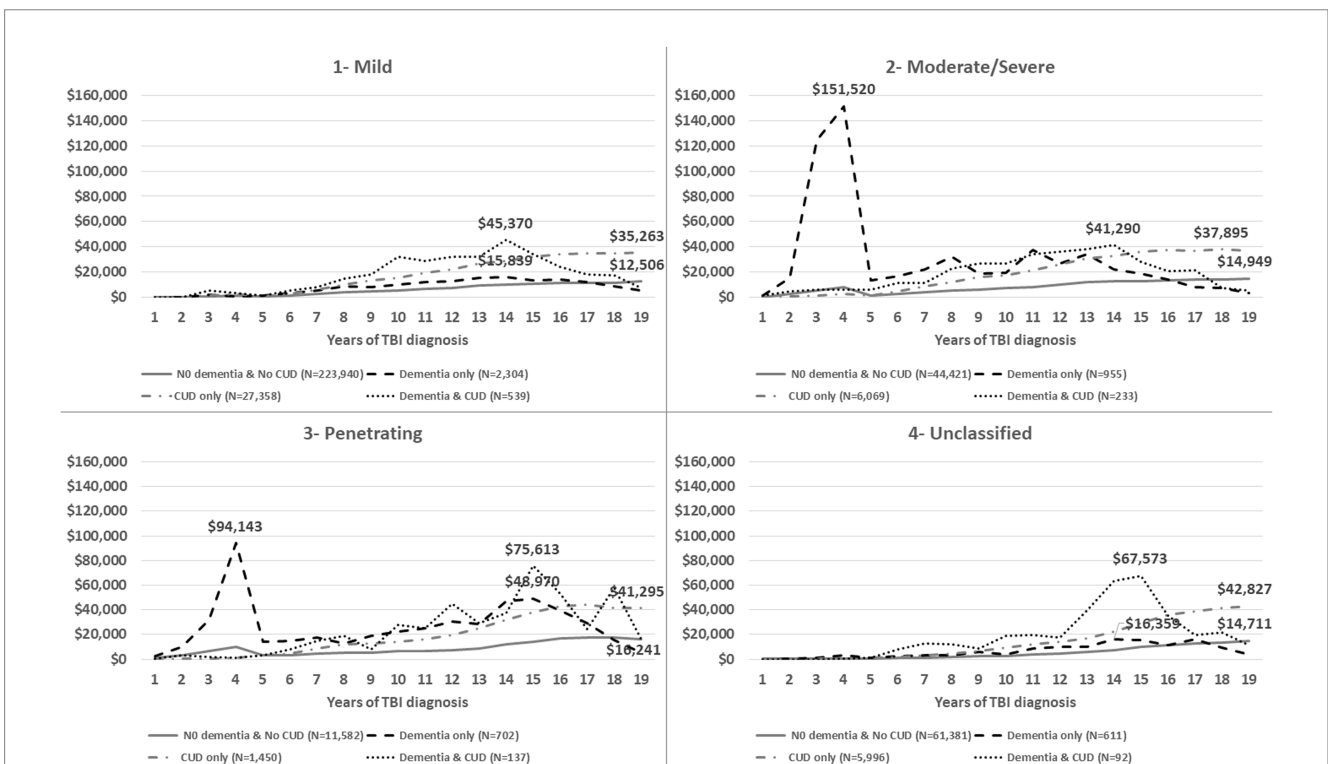 1- Mild
$160,000
$140,000
$120,000
$100,000
$80,000
$60,000
$40,000
$20,000
$0
$45,370
$15,839
$35,263
$12,506
1 2 3 4 5 6 7 8 9 10 11 12 13 14 15 16 17 18 19
Years of TBI diagnosis
N0 dementia & No CUD (N=223,940) Dementia only (N=2,304)
CUD only (N=27,358) Dementia & CUD (N=539)
2- Moderate/Severe
$160,000
$140,000
$120,000
$100,000
$80,000
$60,000
$40,000
$20,000
$0
$151,520
$41,290
$37,895
$14,949
1 2 3 4 5 6 7 8 9 10 11 12 13 14 15 16 17 18 19
Years of TBI diagnosis
N0 dementia & No CUD (N=44,421) Dementia only (N=955)
CUD only (N=6,069) Dementia & CUD (N=233)
3- Penetrating
$160,000
$140,000
$120,000
$100,000
$80,000
$60,000
$40,000
$20,000
$0
$94,143
$75,613
$48,970
$41,295
$16,241
1 2 3 4 5 6 7 8 9 10 11 12 13 14 15 16 17 18 19
Years of TBI diagnosis
N0 dementia & No CUD (N=11,582) Dementia only (N=702)
CUD only (N=1,450) Dementia & CUD (N=137)
4- Unclassified
$160,000
$140,000
$120,000
$100,000
$80,000
$60,000
$40,000
$20,000
$0
$67,573
$42,827
$16,359
$14,711
1 2 3 4 5 6 7 8 9 10 11 12 13 14 15 16 17 18 19
Years of TBI diagnosis
N0 dementia & No CUD (N=61,381) Dementia only (N=611)
CUD only (N=5,996) Dementia & CUD (N=92)